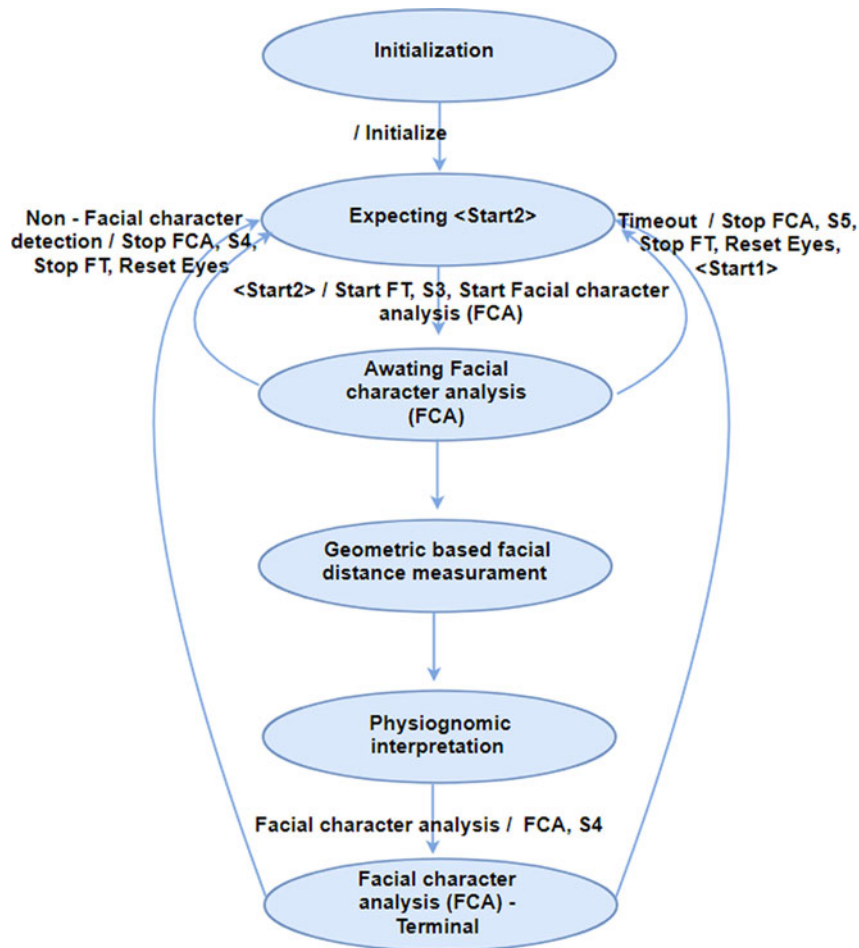 Initialization
/ Initialize
Expecting <Start2>
Non - Facial character
detection / Stop FCA, S4,
Stop FT, Reset Eyes
Timeout / Stop FCA, S5,
Stop FT, Reset Eyes,
<Start1>
<Start2> / Start FT, S3, Start Facial character
analysis (FCA)
Awating Facial
character analysis
(FCA)
Geometric based facial
distance measurament
Physiognomic
interpretation
Facial character analysis / FCA, S4
Facial character
analysis (FCA) -
Terminal